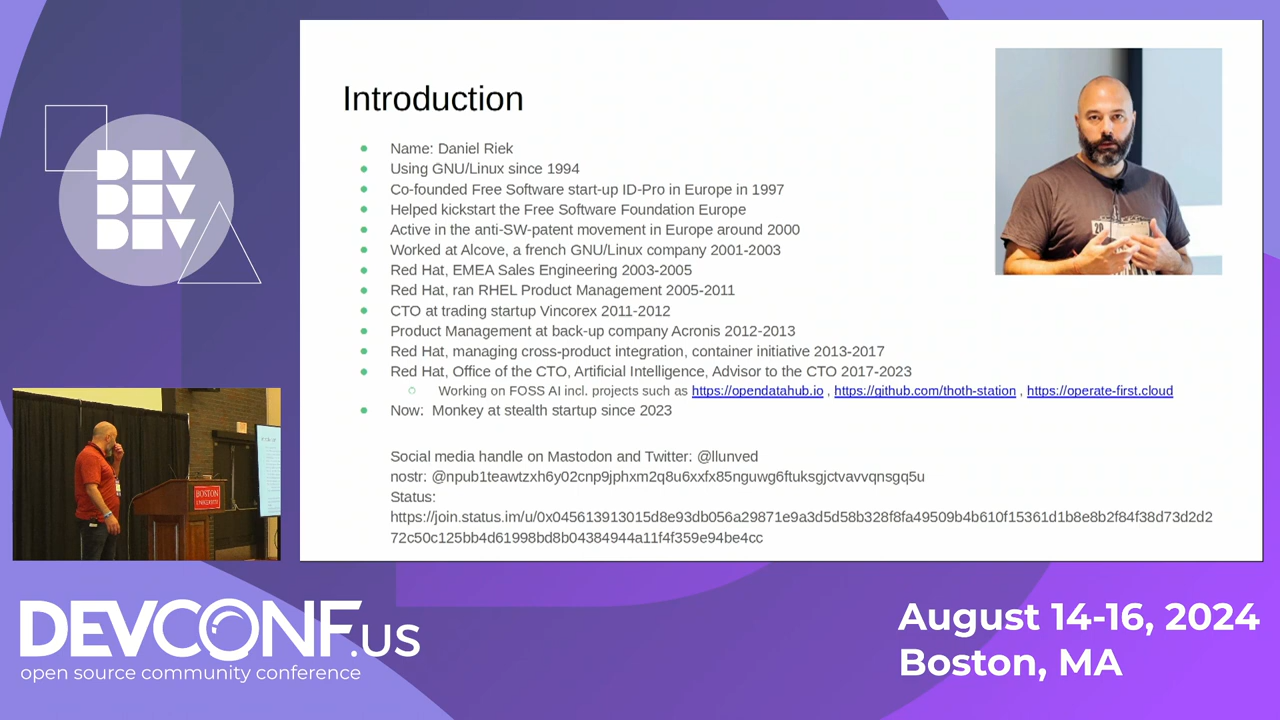 Introduction
Name: Daniel Riek
Using GNU/Linux since 1994
Co-founded Free Software start-up ID-Pro in Europe in 1997
Helped kickstart the Free Software Foundation Europe
Active in the anti-SW-patent movement in Europe around 2000
Worked at Alcove, a french GNU/Linux company 2001-2003
Red Hat, EMEA Sales Engineering 2003-2005
Red Hat, ran RHEL Product Management 2005-2011
CTO at trading startup Vincorex 2011-2012
Product Management at back-up company Acronis 2012-2013
Red Hat, managing cross-product integration, container initiative 2013-2017
Red Hat, Office of the CTO, Artificial Intelligence, Advisor to the CTO 2017-2023
Working on FOSS AI incl. projects such as https://opendatahub.io , https://github.com/thoth-station , https://operate-first.cloud
Now: Monkey at stealth startup since 2023
Social media handle on Mastodon and Twitter: @llunved
nostr: @npub1teawtzxh6y02cnp9jphxm2q8u6xxfx85nguwg6ftuksgjctvavvqnsgq5u
Status:
https://join.status.im/u/0x045613913015d8e93db056a29871e9a3d5d58b328f8fa49509b4b610f15361d1b8e8b2f84f38d73d2d2
72c50c125bb4d61998bd8b04384944a11f4f359e94be4cc
DEV
DEV
DEV
BOSTON
UNIVERSITY
DEVCONF.US
open source community conference
August 14-16, 2024
Boston, MA